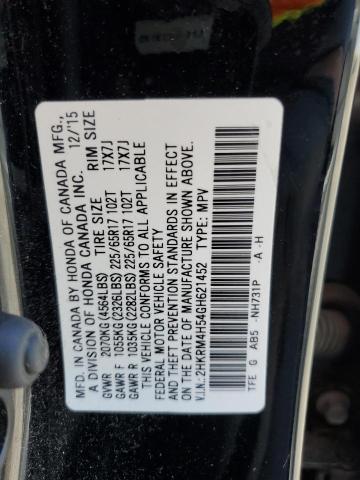 MFD. IN CANADA BY HONDA OF CANADA MFG.,
A DIVISION OF HONDA CANADA INC. 12/15
TIRE SIZE RIM SIZE
GVWR 2070KG(4564LBS)
GAWR F 1055KG(2326LBS) 225/65R17 102T 17X7J
GAWR R 1035KG(2282LBS) 225/65R17 102T 17X7J
THIS VEHICLE CONFORMS TO ALL APPLICABLE
FEDERAL MOTOR VEHICLE SAFETY
AND THEFT PREVENTION STANDARDS IN EFFECT
ON THE DATE OF MANUFACTURE SHOWN ABOVE.
V.I.N.: 2HKRM4H54GH621452 TYPE: MPV
TFE G AB5 -NH731P -A -H